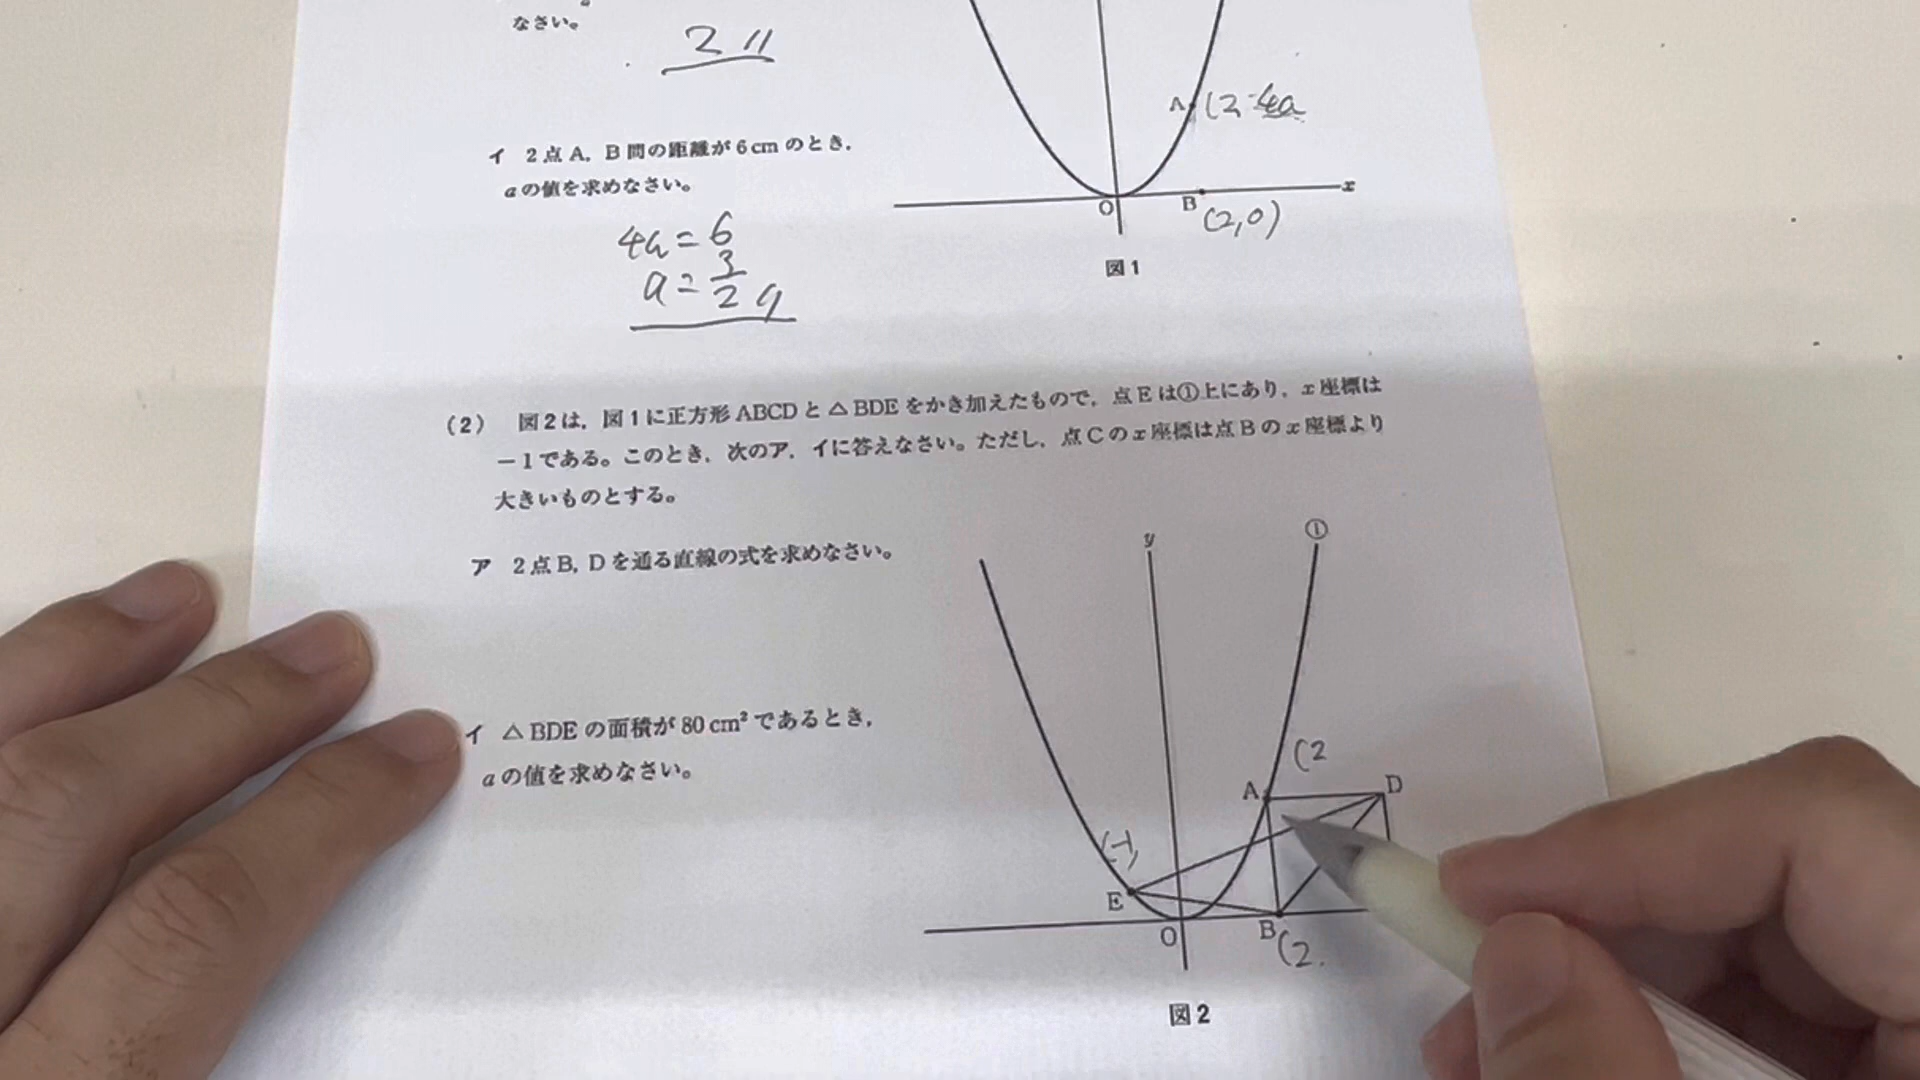 なさい。
2
イ 2点A, B間の距離が6cmのとき,
aの値を求めなさい。
4a=6
a=3/2
A (2 4a
O B x
(2,0)
図1
(2) 図2は, 図1に正方形ABCDと△BDEをかき加えたもので, 点Eは①上にあり, x座標は
−1である。このとき, 次のア, イに答えなさい。ただし, 点Cのx座標は点Bのx座標より
大きいものとする。
ア 2点B, Dを通る直線の式を求めなさい。
イ △BDEの面積が80cm²であるとき,
aの値を求めなさい。
y ①
(2
A D
(-1,
E
O B
(2,
図2